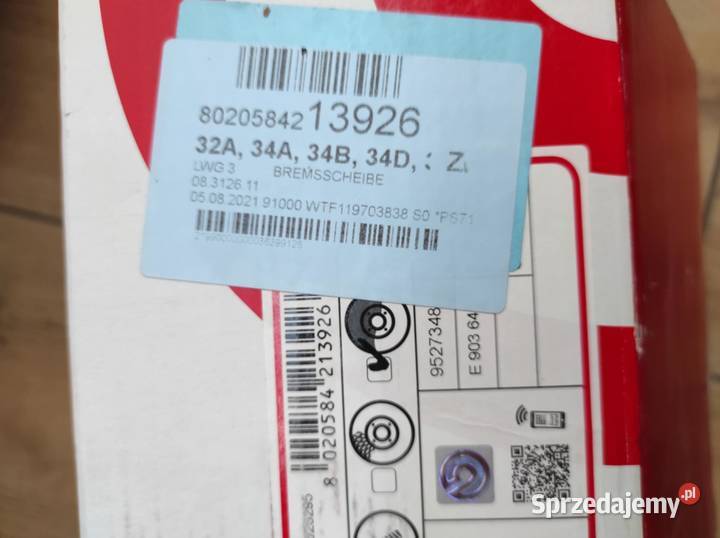 8020584213926
32A, 34A, 34B, 34D,
LWG 3 BREMSSCHEIBE
08.3126.11
05.08.2021 91000 WTF119703838 S0 *PS71
8 020584 213926
9527348
E 903 64
Sprzedajemy.pl